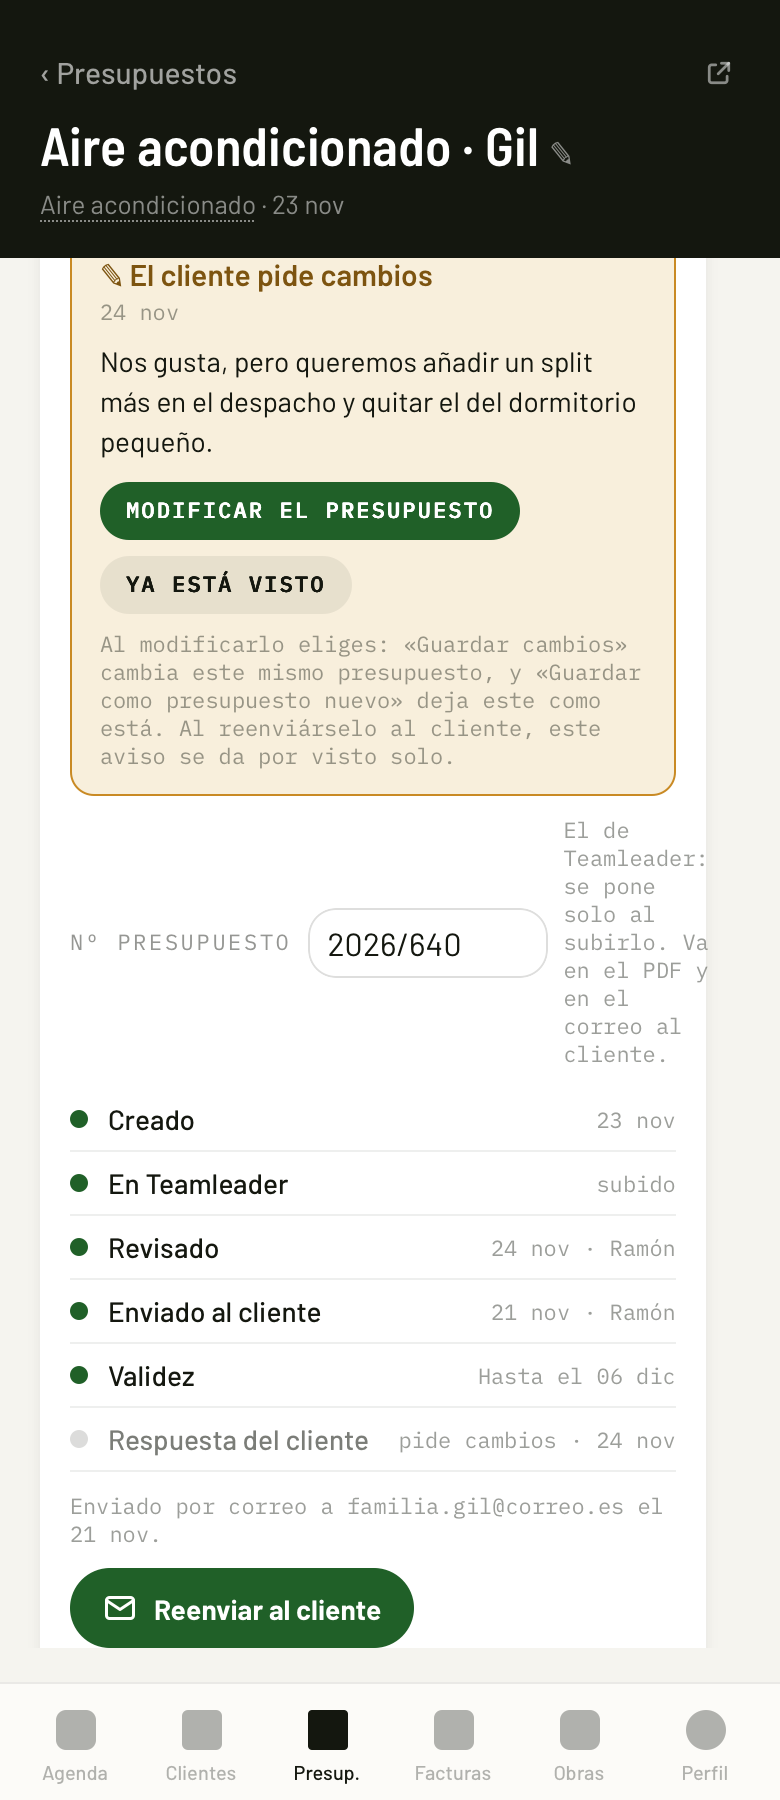 ‹ Presupuestos
Aire acondicionado · Gil ✎
Aire acondicionado · 23 nov
✎ El cliente pide cambios
24 nov
Nos gusta, pero queremos añadir un split
más en el despacho y quitar el del dormitorio
pequeño.
MODIFICAR EL PRESUPUESTO
YA ESTÁ VISTO
Al modificarlo eliges: «Guardar cambios»
cambia este mismo presupuesto, y «Guardar
como presupuesto nuevo» deja este como
está. Al reenviárselo al cliente, este
aviso se da por visto solo.
Nº PRESUPUESTO 2026/640
El de
Teamleader:
se pone
solo al
subirlo. Va
en el PDF y
en el
correo al
cliente.
Creado 23 nov
En Teamleader subido
Revisado 24 nov · Ramón
Enviado al cliente 21 nov · Ramón
Validez Hasta el 06 dic
Respuesta del cliente pide cambios · 24 nov
Enviado por correo a familia.gil@correo.es el
21 nov.
Reenviar al cliente
Agenda Clientes Presup. Facturas Obras Perfil